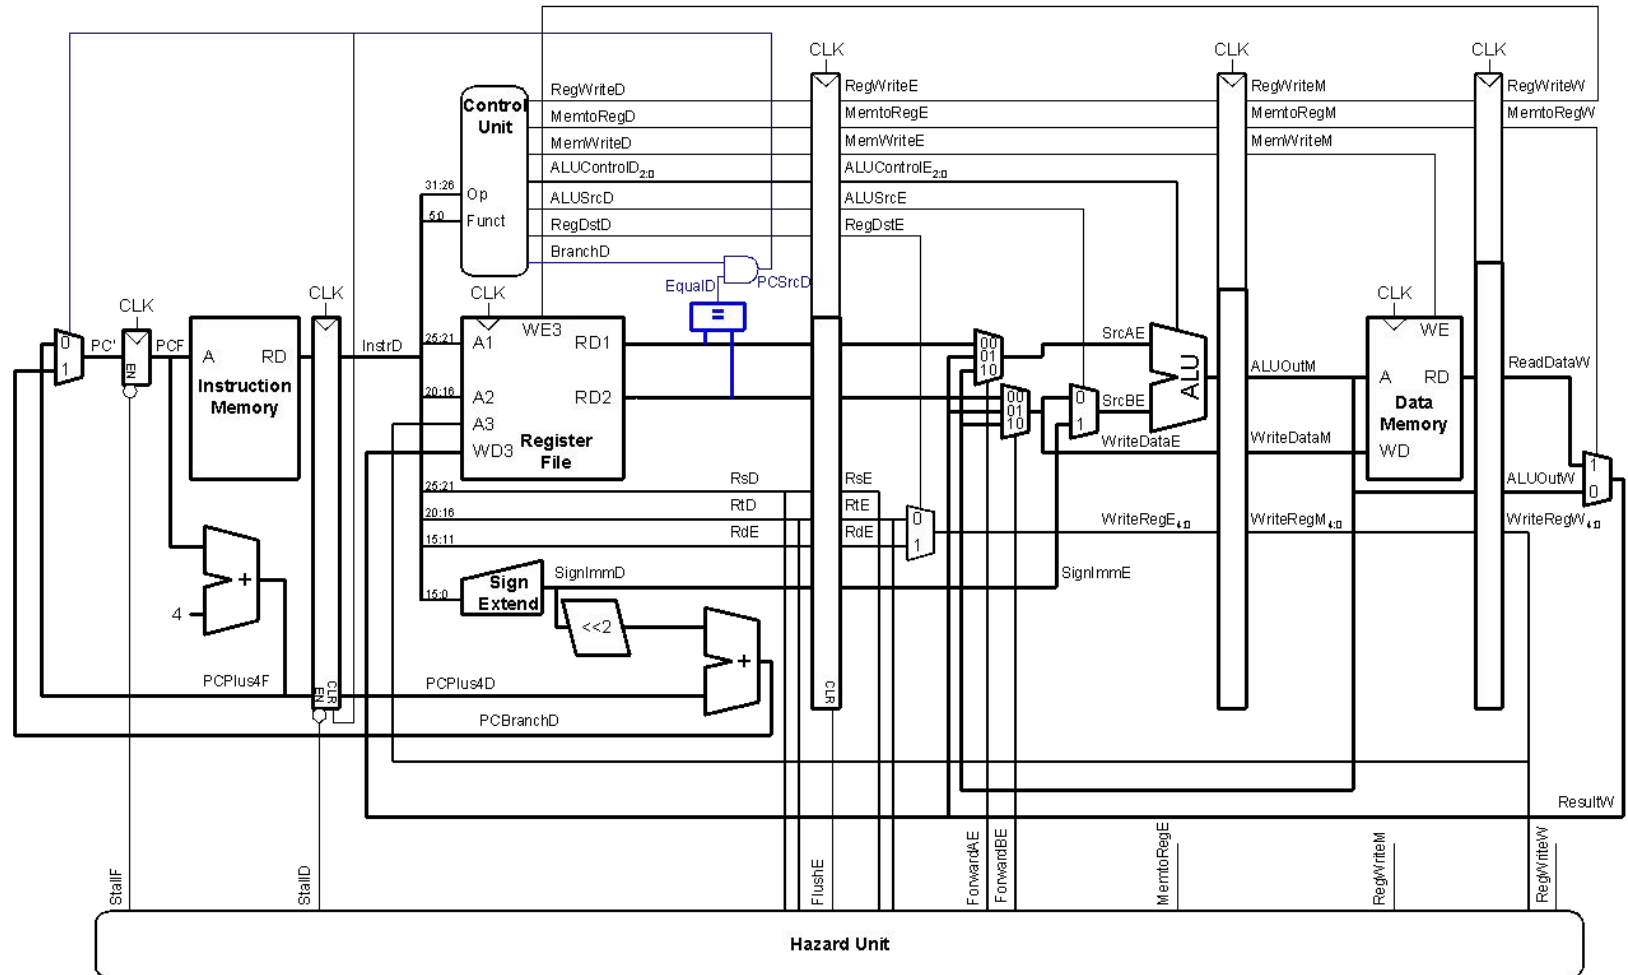 CLK
CLK
CLK
Control
Unit
RegWriteD
MemtoRegD
MemWriteD
ALUControlD2:0
ALUSrcD
RegDstD
BranchD
Op
Funct
31:26
5:0
RegWriteE
MemtoRegE
MemWriteE
ALUControlE2:0
ALUSrcE
RegDstE
RegWriteM
MemtoRegM
MemWriteM
RegWriteW
MemtoRegW
EqualD
PCSrcD
=
CLK
CLK
CLK
CLK
0
1
PC'
EN
PCF
A
RD
Instruction
Memory
InstrD
25:21
20:16
A1
A2
A3
WD3
WE3
RD1
RD2
Register
File
00
01
10
00
01
10
0
1
SrcAE
SrcBE
ALU
WriteDataE
ALUOutM
WriteDataM
A
RD
WE
Data
Memory
WD
ReadDataW
ALUOutW
1
0
25:21
20:16
15:11
15:0
RsD
RtD
RdE
RsE
RtE
RdE
0
1
WriteRegE4:0
WriteRegM4:0
WriteRegW4:0
Sign
Extend
SignImmD
SignImmE
<<2
+
4
+
PCPlus4F
EN
CLR
PCPlus4D
CLR
PCBranchD
ResultW
StallF
StallD
FlushE
ForwardAE
ForwardBE
MemtoRegE
RegWriteM
RegWriteW
Hazard Unit